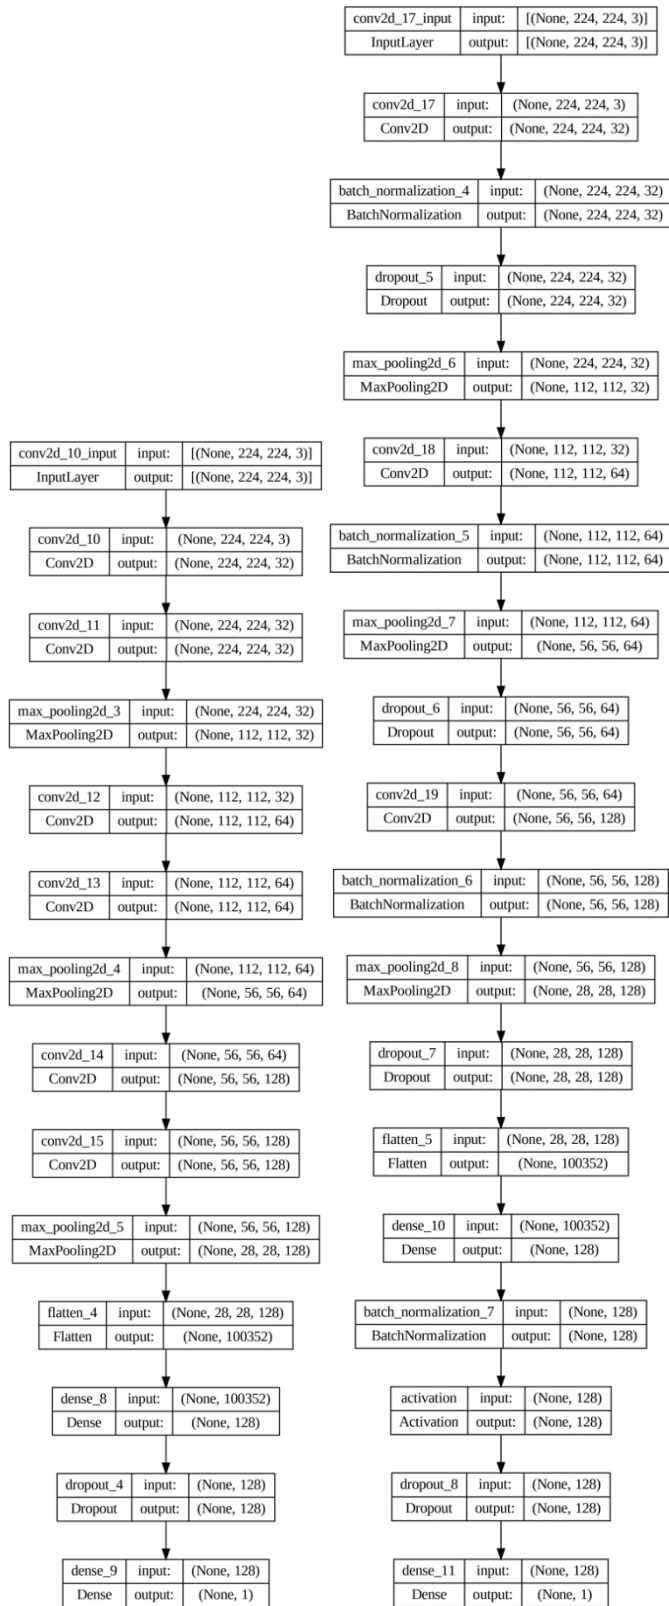 conv2d_10_input input: [(None, 224, 224, 3)]
InputLayer output: [(None, 224, 224, 3)]
conv2d_10 input: (None, 224, 224, 3)
Conv2D output: (None, 224, 224, 32)
conv2d_11 input: (None, 224, 224, 32)
Conv2D output: (None, 224, 224, 32)
max_pooling2d_3 input: (None, 224, 224, 32)
MaxPooling2D output: (None, 112, 112, 32)
conv2d_12 input: (None, 112, 112, 32)
Conv2D output: (None, 112, 112, 64)
conv2d_13 input: (None, 112, 112, 64)
Conv2D output: (None, 112, 112, 64)
max_pooling2d_4 input: (None, 112, 112, 64)
MaxPooling2D output: (None, 56, 56, 64)
conv2d_14 input: (None, 56, 56, 64)
Conv2D output: (None, 56, 56, 128)
conv2d_15 input: (None, 56, 56, 128)
Conv2D output: (None, 56, 56, 128)
max_pooling2d_5 input: (None, 56, 56, 128)
MaxPooling2D output: (None, 28, 28, 128)
flatten_4 input: (None, 28, 28, 128)
Flatten output: (None, 100352)
dense_8 input: (None, 100352)
Dense output: (None, 128)
dropout_4 input: (None, 128)
Dropout output: (None, 128)
dense_9 input: (None, 128)
Dense output: (None, 1)
conv2d_17_input input: [(None, 224, 224, 3)]
InputLayer output: [(None, 224, 224, 3)]
conv2d_17 input: (None, 224, 224, 3)
Conv2D output: (None, 224, 224, 32)
batch_normalization_4 input: (None, 224, 224, 32)
BatchNormalization output: (None, 224, 224, 32)
dropout_5 input: (None, 224, 224, 32)
Dropout output: (None, 224, 224, 32)
max_pooling2d_6 input: (None, 224, 224, 32)
MaxPooling2D output: (None, 112, 112, 32)
conv2d_18 input: (None, 112, 112, 32)
Conv2D output: (None, 112, 112, 64)
batch_normalization_5 input: (None, 112, 112, 64)
BatchNormalization output: (None, 112, 112, 64)
max_pooling2d_7 input: (None, 112, 112, 64)
MaxPooling2D output: (None, 56, 56, 64)
dropout_6 input: (None, 56, 56, 64)
Dropout output: (None, 56, 56, 64)
conv2d_19 input: (None, 56, 56, 64)
Conv2D output: (None, 56, 56, 128)
batch_normalization_6 input: (None, 56, 56, 128)
BatchNormalization output: (None, 56, 56, 128)
max_pooling2d_8 input: (None, 56, 56, 128)
MaxPooling2D output: (None, 28, 28, 128)
dropout_7 input: (None, 28, 28, 128)
Dropout output: (None, 28, 28, 128)
flatten_5 input: (None, 28, 28, 128)
Flatten output: (None, 100352)
dense_10 input: (None, 100352)
Dense output: (None, 128)
batch_normalization_7 input: (None, 128)
BatchNormalization output: (None, 128)
activation input: (None, 128)
Activation output: (None, 128)
dropout_8 input: (None, 128)
Dropout output: (None, 128)
dense_11 input: (None, 128)
Dense output: (None, 1)